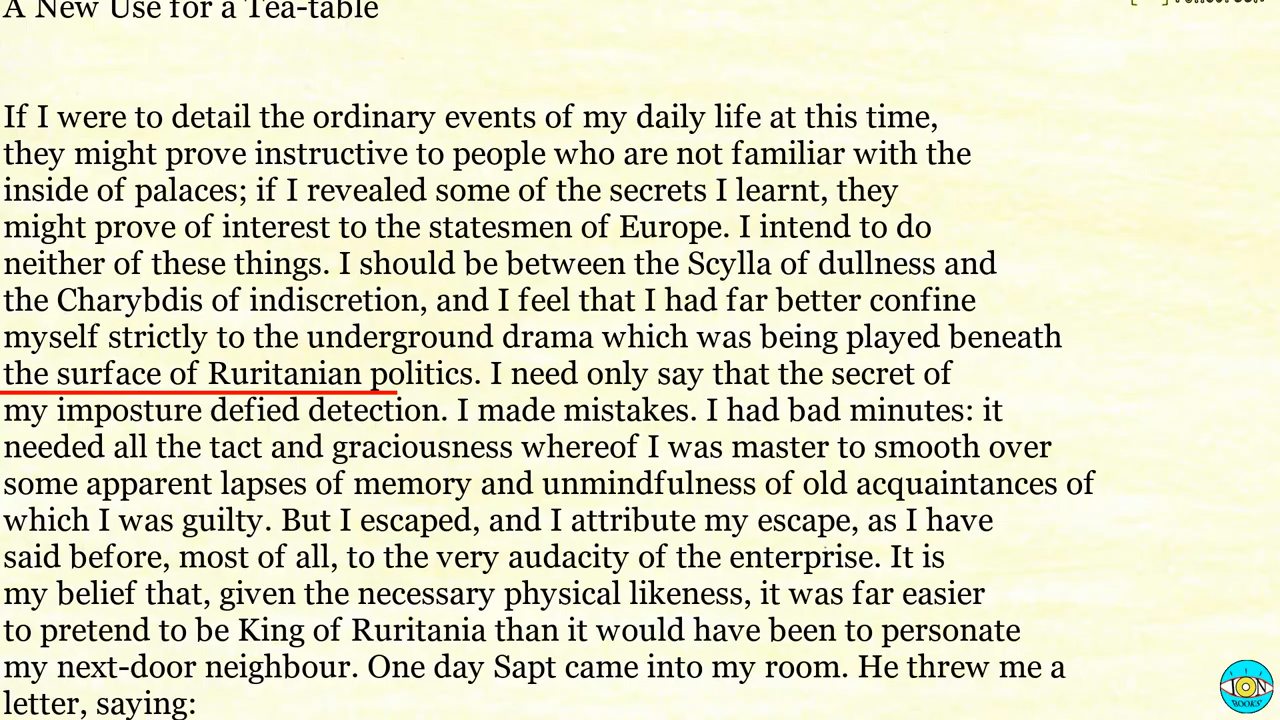 A New Use for a Tea-table
If I were to detail the ordinary events of my daily life at this time,
they might prove instructive to people who are not familiar with the
inside of palaces; if I revealed some of the secrets I learnt, they
might prove of interest to the statesmen of Europe. I intend to do
neither of these things. I should be between the Scylla of dullness and
the Charybdis of indiscretion, and I feel that I had far better confine
myself strictly to the underground drama which was being played beneath
the surface of Ruritanian politics. I need only say that the secret of
my imposture defied detection. I made mistakes. I had bad minutes: it
needed all the tact and graciousness whereof I was master to smooth over
some apparent lapses of memory and unmindfulness of old acquaintances of
which I was guilty. But I escaped, and I attribute my escape, as I have
said before, most of all, to the very audacity of the enterprise. It is
my belief that, given the necessary physical likeness, it was far easier
to pretend to be King of Ruritania than it would have been to personate
my next-door neighbour. One day Sapt came into my room. He threw me a
letter, saying:
ION
BOOKS